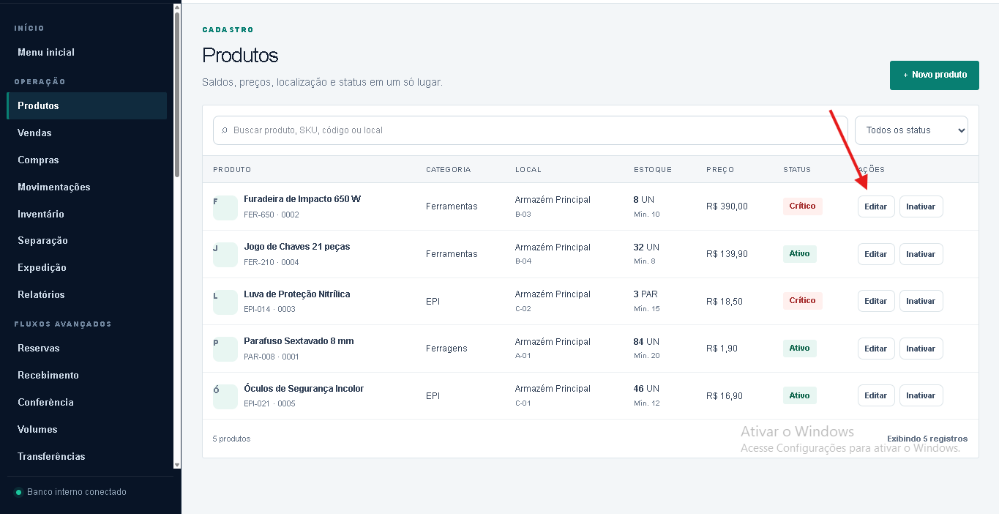 INÍCIO
Menu inicial
OPERAÇÃO
Produtos
Vendas
Compras
Movimentações
Inventário
Separação
Expedição
Relatórios
FLUXOS AVANÇADOS
Reservas
Recebimento
Conferência
Volumes
Transferências
Banco interno conectado
CADASTRO
Produtos
Saldos, preços, localização e status em um só lugar.
+ Novo produto
Buscar produto, SKU, código ou local
Todos os status
PRODUTO CATEGORIA LOCAL ESTOQUE PREÇO STATUS AÇÕES
F Furadeira de Impacto 650 W Ferramentas Armazém Principal 8 UN R$ 390,00 Crítico Editar Inativar
FER-650 · 0002 B-03 Mín. 10
J Jogo de Chaves 21 peças Ferramentas Armazém Principal 32 UN R$ 139,90 Ativo Editar Inativar
FER-210 · 0004 B-04 Mín. 8
L Luva de Proteção Nitrílica EPI Armazém Principal 3 PAR R$ 18,50 Crítico Editar Inativar
EPI-014 · 0003 C-02 Mín. 15
P Parafuso Sextavado 8 mm Ferragens Armazém Principal 84 UN R$ 1,90 Ativo Editar Inativar
PAR-008 · 0001 A-01 Mín. 20
Ó Óculos de Segurança Incolor EPI Armazém Principal 46 UN R$ 16,90 Ativo Editar Inativar
EPI-021 · 0005 C-01 Mín. 12
5 produtos Exibindo 5 registros
Ativar o Windows
Acesse Configurações para ativar o Windows.